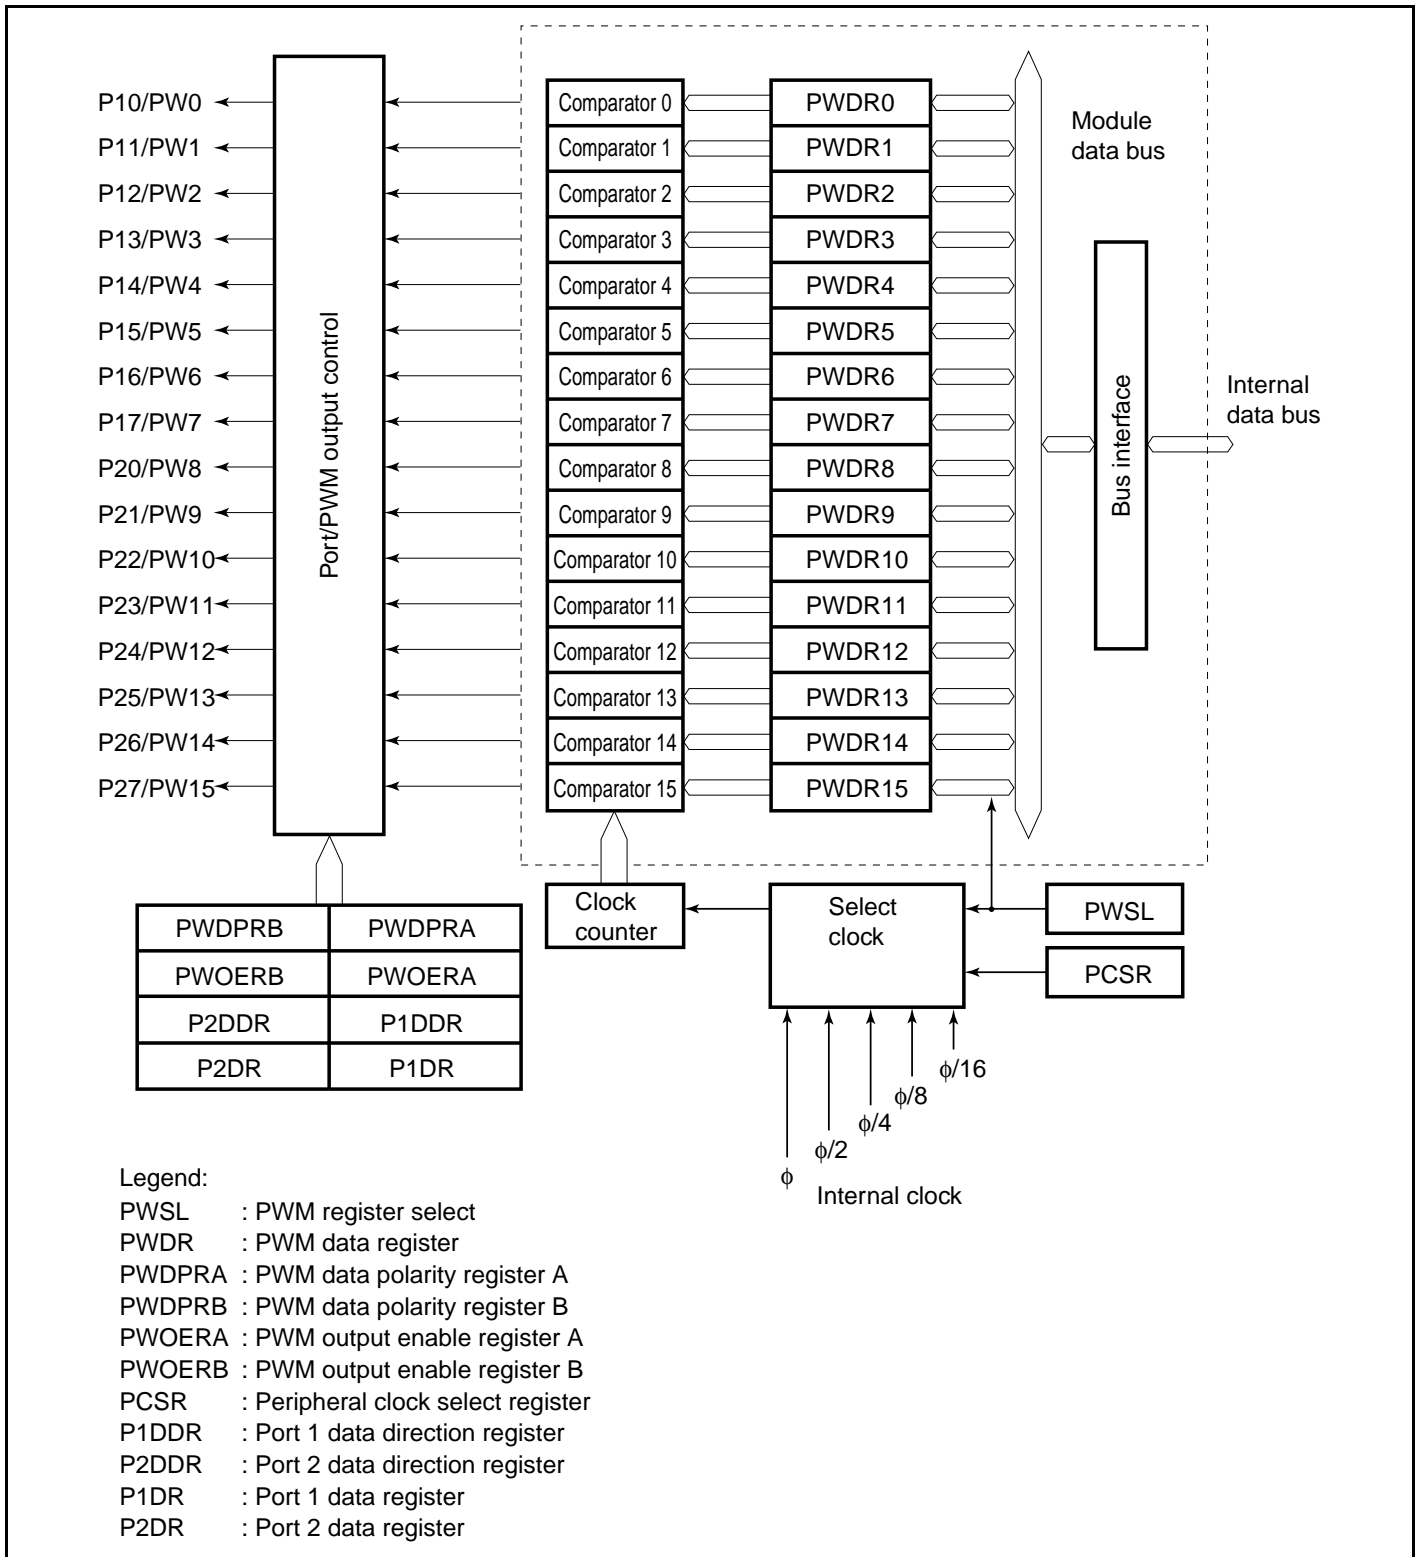 P10/PW0
P11/PW1
P12/PW2
P13/PW3
P14/PW4
P15/PW5
P16/PW6
P17/PW7
P20/PW8
P21/PW9
P22/PW10
P23/PW11
P24/PW12
P25/PW13
P26/PW14
P27/PW15
Port/PWM output control
Comparator 0
Comparator 1
Comparator 2
Comparator 3
Comparator 4
Comparator 5
Comparator 6
Comparator 7
Comparator 8
Comparator 9
Comparator 10
Comparator 11
Comparator 12
Comparator 13
Comparator 14
Comparator 15
PWDR0
PWDR1
PWDR2
PWDR3
PWDR4
PWDR5
PWDR6
PWDR7
PWDR8
PWDR9
PWDR10
PWDR11
PWDR12
PWDR13
PWDR14
PWDR15
Module
data bus
Bus interface
Internal
data bus
PWDPRB PWDPRA
PWOERB PWOERA
P2DDR P1DDR
P2DR P1DR
Clock
counter
Select
clock
PWSL
PCSR
ϕ/16
ϕ/8
ϕ/4
ϕ/2
ϕ
Internal clock
Legend:
PWSL : PWM register select
PWDR : PWM data register
PWDPRA : PWM data polarity register A
PWDPRB : PWM data polarity register B
PWOERA : PWM output enable register A
PWOERB : PWM output enable register B
PCSR : Peripheral clock select register
P1DDR : Port 1 data direction register
P2DDR : Port 2 data direction register
P1DR : Port 1 data register
P2DR : Port 2 data register